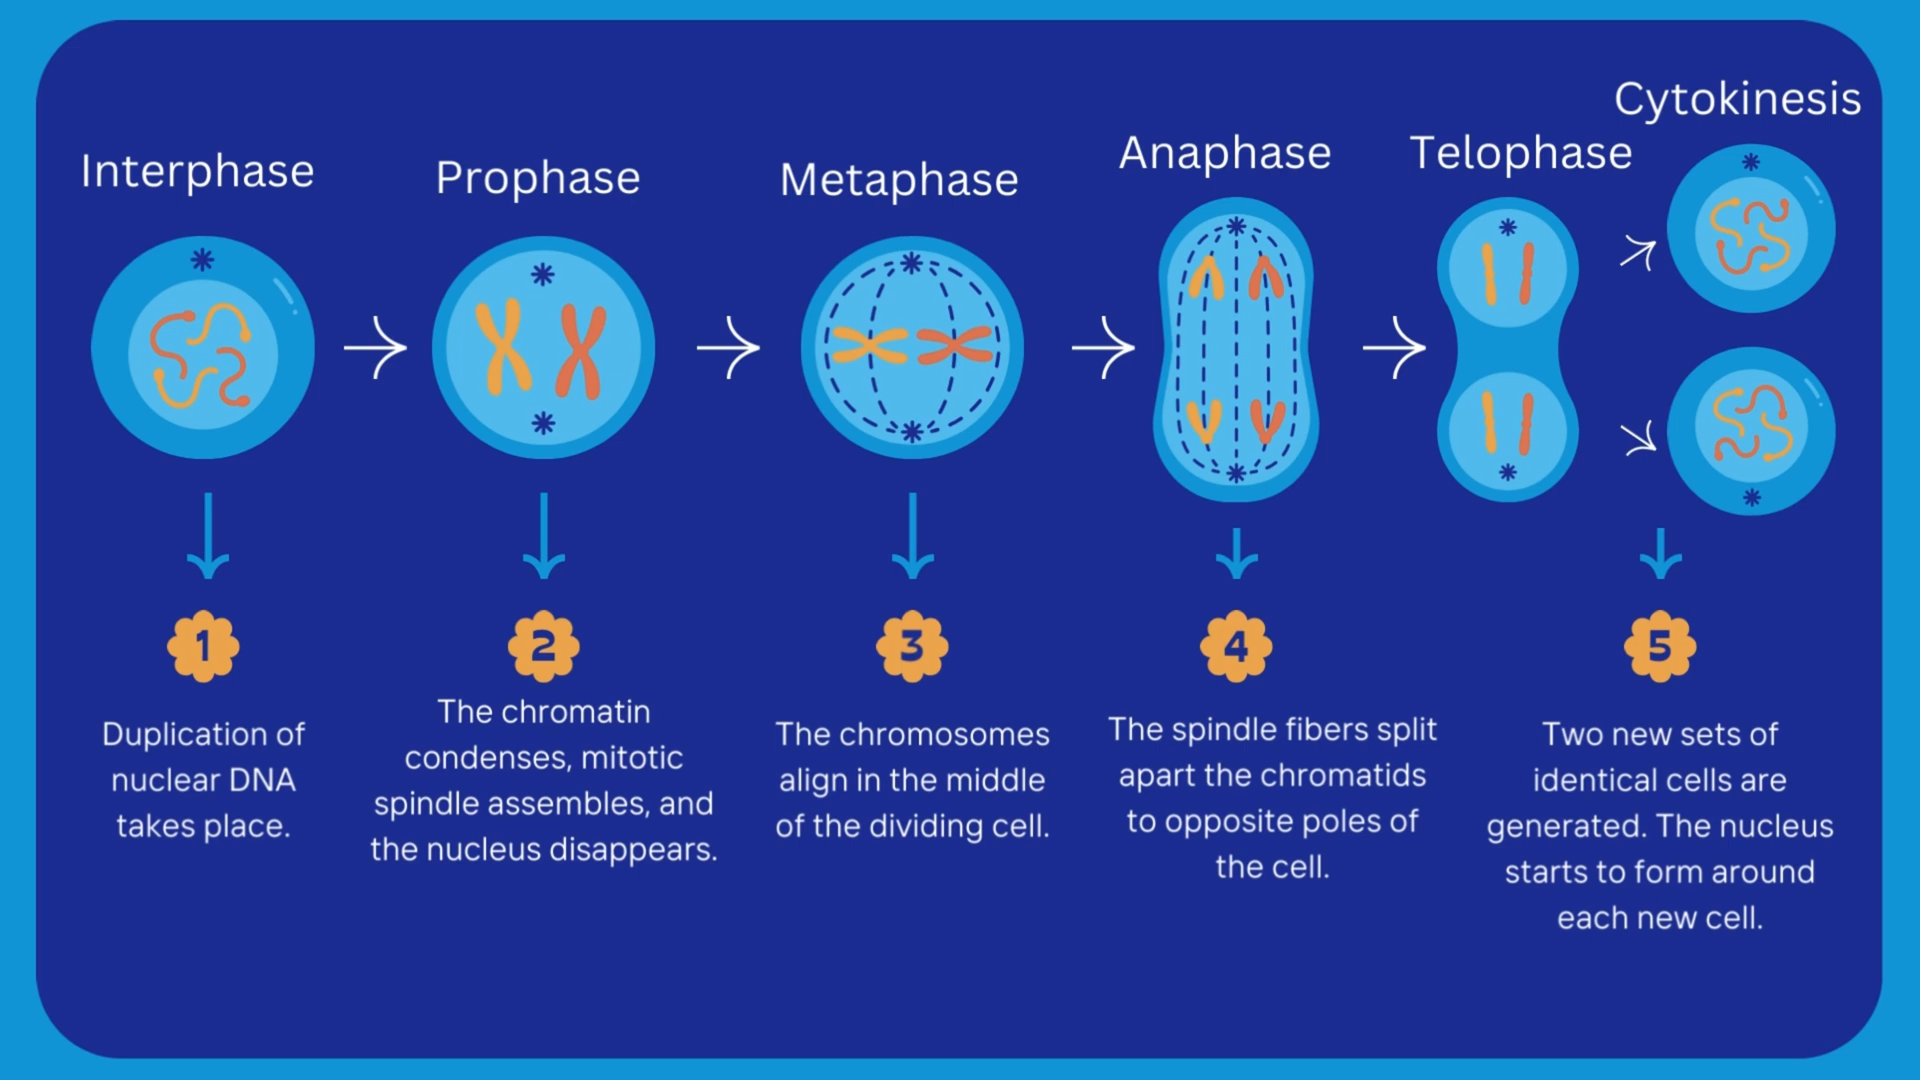 Interphase
Prophase
Metaphase
Anaphase
Telophase
Cytokinesis
1
Duplication of
nuclear DNA
takes place.
2
The chromatin
condenses, mitotic
spindle assembles, and
the nucleus disappears.
3
The chromosomes
align in the middle
of the dividing cell.
4
The spindle fibers split
apart the chromatids
to opposite poles of
the cell.
5
Two new sets of
identical cells are
generated. The nucleus
starts to form around
each new cell.